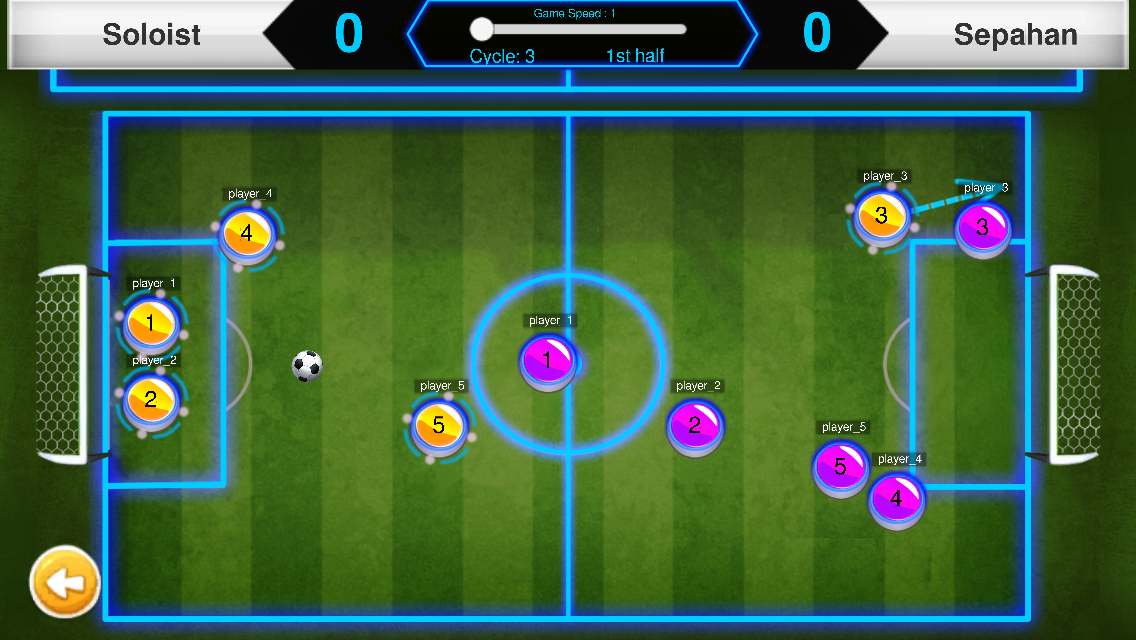 Soloist
0
Game Speed : 1
Cycle: 3
1st half
0
Sepahan
player_3
player_3
player_4
3
3
4
player_1
1
player_1
1
player_2
2
player_5
5
player_2
2
player_5
5
player_4
4